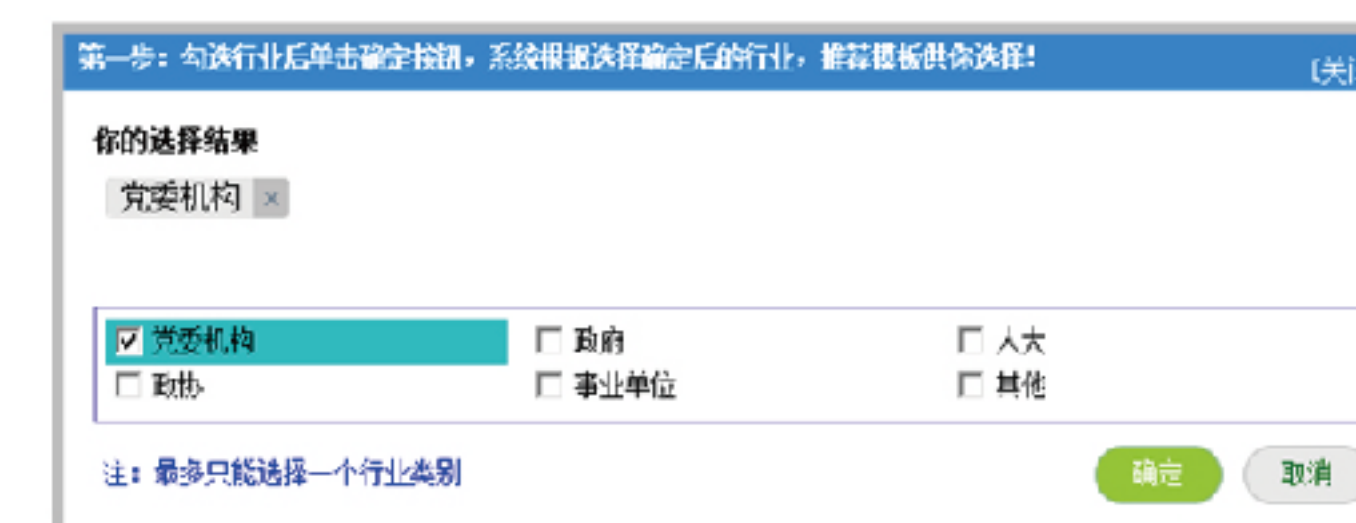 第一步：勾选行业后单击确定按钮，系统根据选择确定后的行业，推荐模板供你选择！
[关
你的选择结果
党委机构 ×
党委机构 政府 人大
政协 事业单位 其他
注：最多只能选择一个行业类别
确定 取消